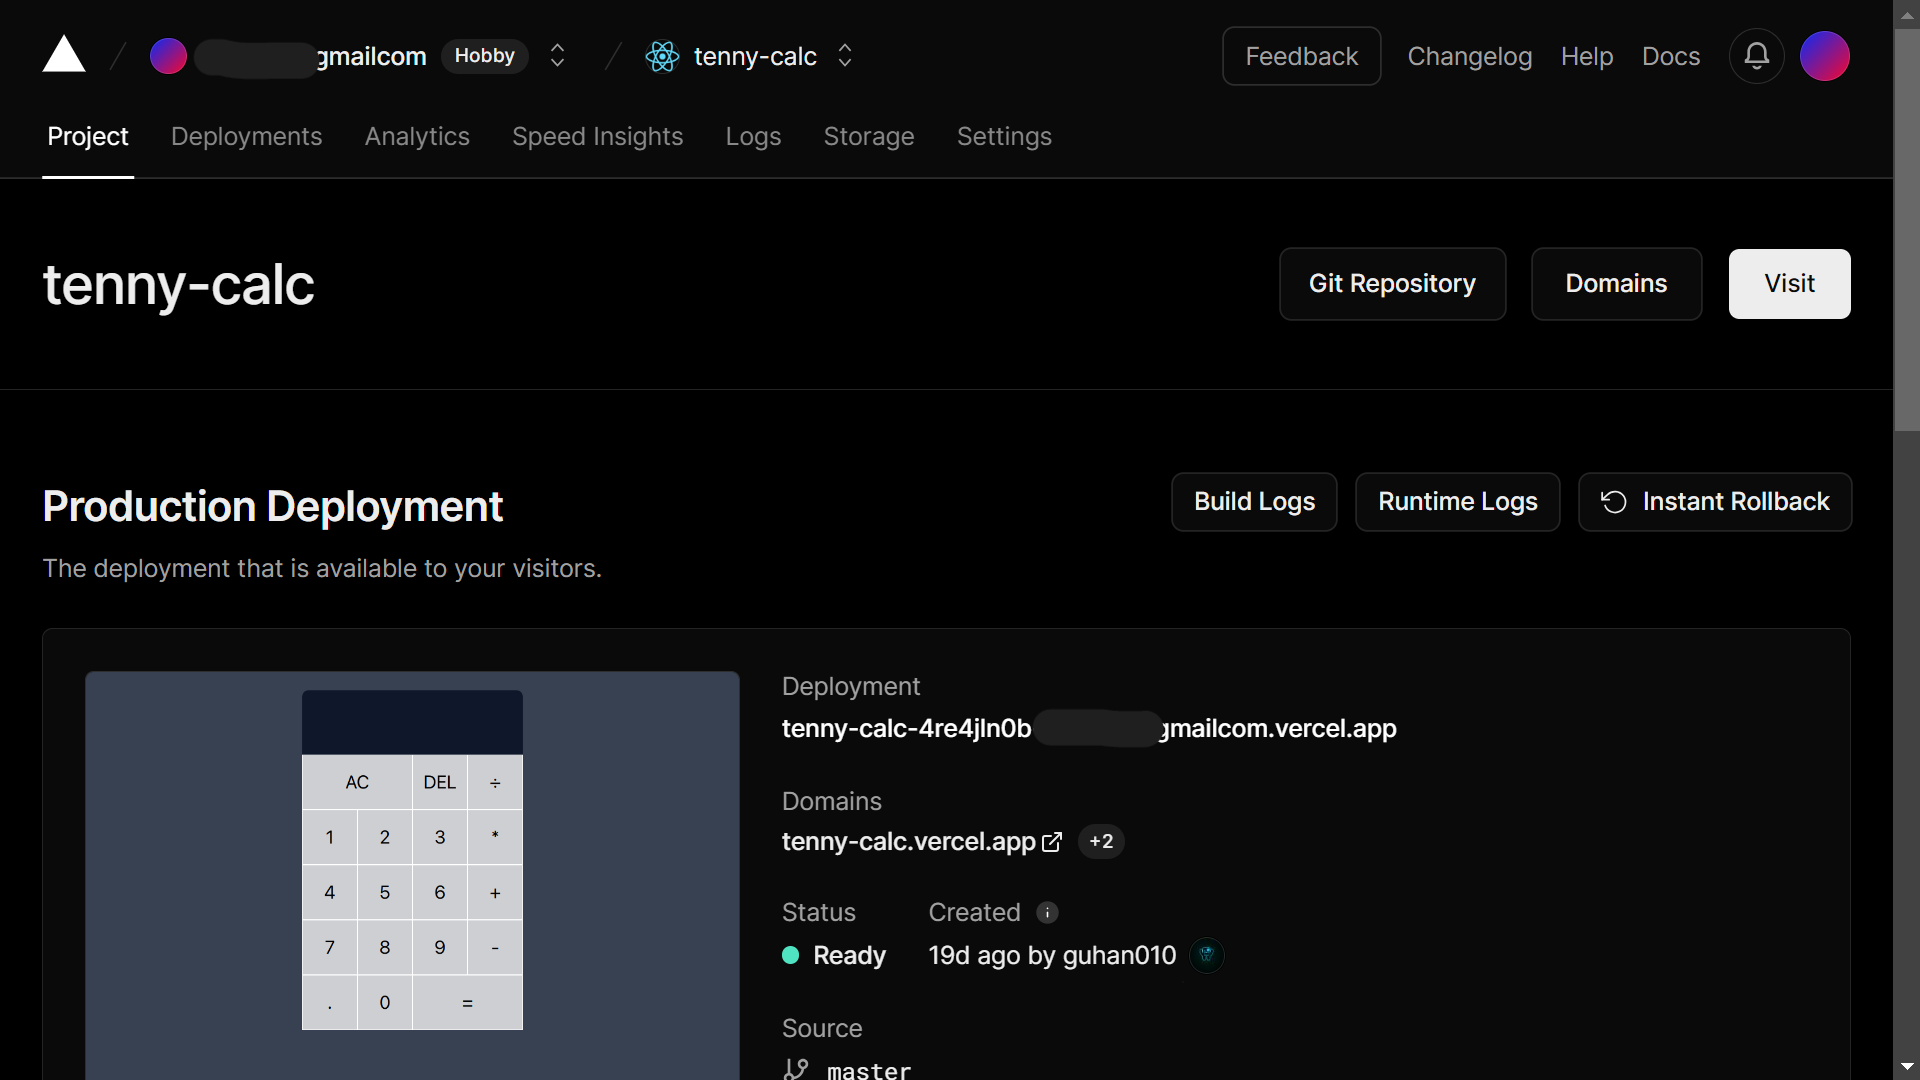 gmailcom Hobby tenny-calc Feedback Changelog Help Docs
Project Deployments Analytics Speed Insights Logs Storage Settings
tenny-calc Git Repository Domains Visit
Production Deployment Build Logs Runtime Logs Instant Rollback
The deployment that is available to your visitors.
AC DEL ÷
1 2 3 *
4 5 6 +
7 8 9 -
. 0 =
Deployment
tenny-calc-4re4jln0b gmailcom.vercel.app
Domains
tenny-calc.vercel.app +2
Status Created
Ready 19d ago by guhan010
Source
master